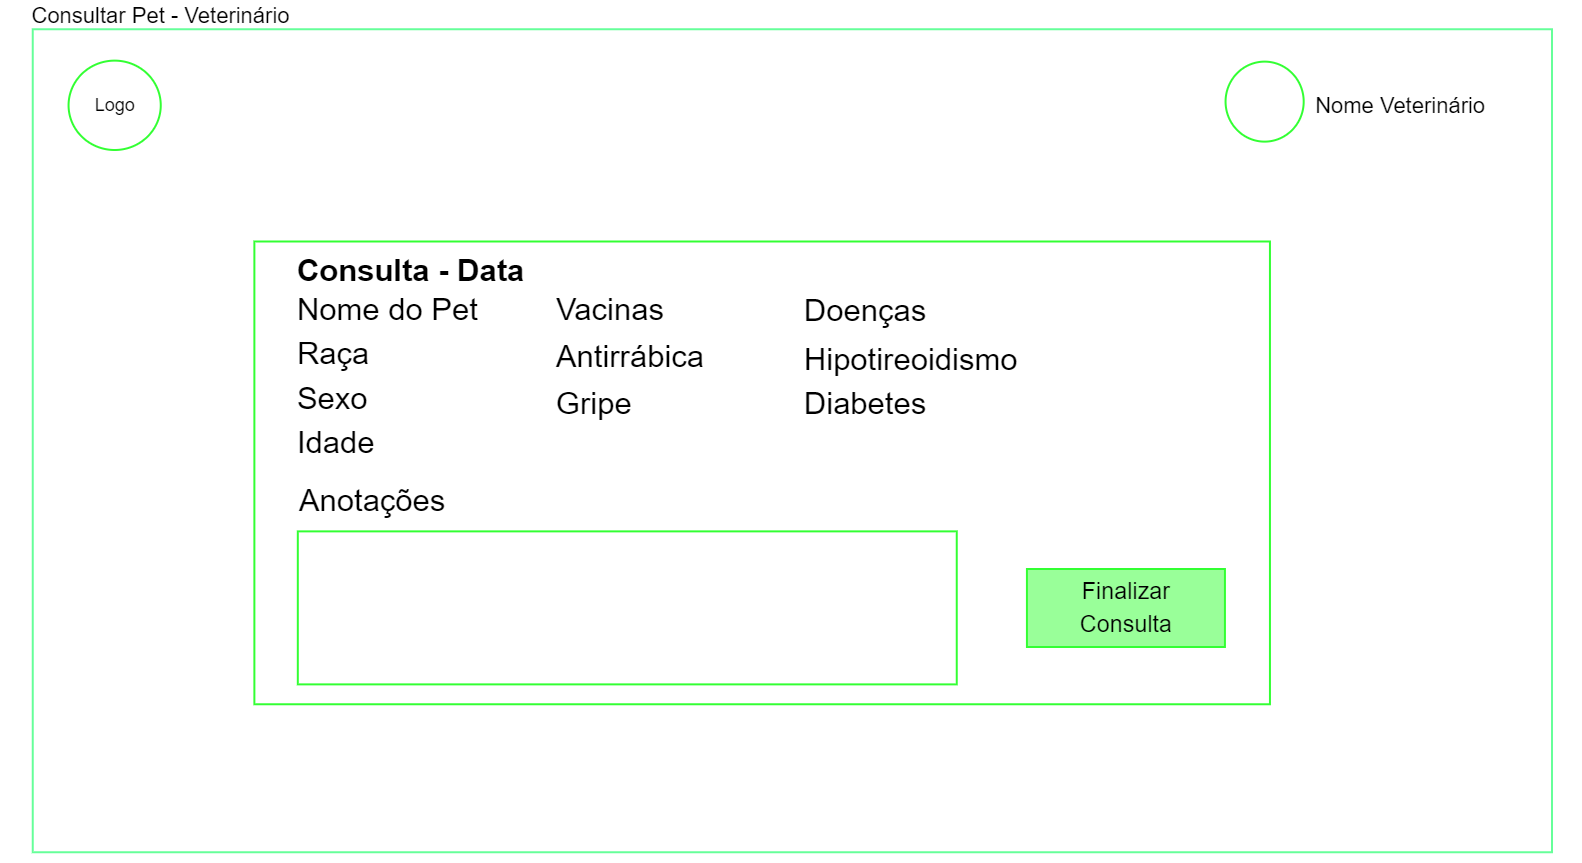 Consultar Pet - Veterinário
Logo
Nome Veterinário
Consulta - Data
Nome do Pet
Raça
Sexo
Idade
Vacinas
Antirrábica
Gripe
Doenças
Hipotireoidismo
Diabetes
Anotações
Finalizar
Consulta